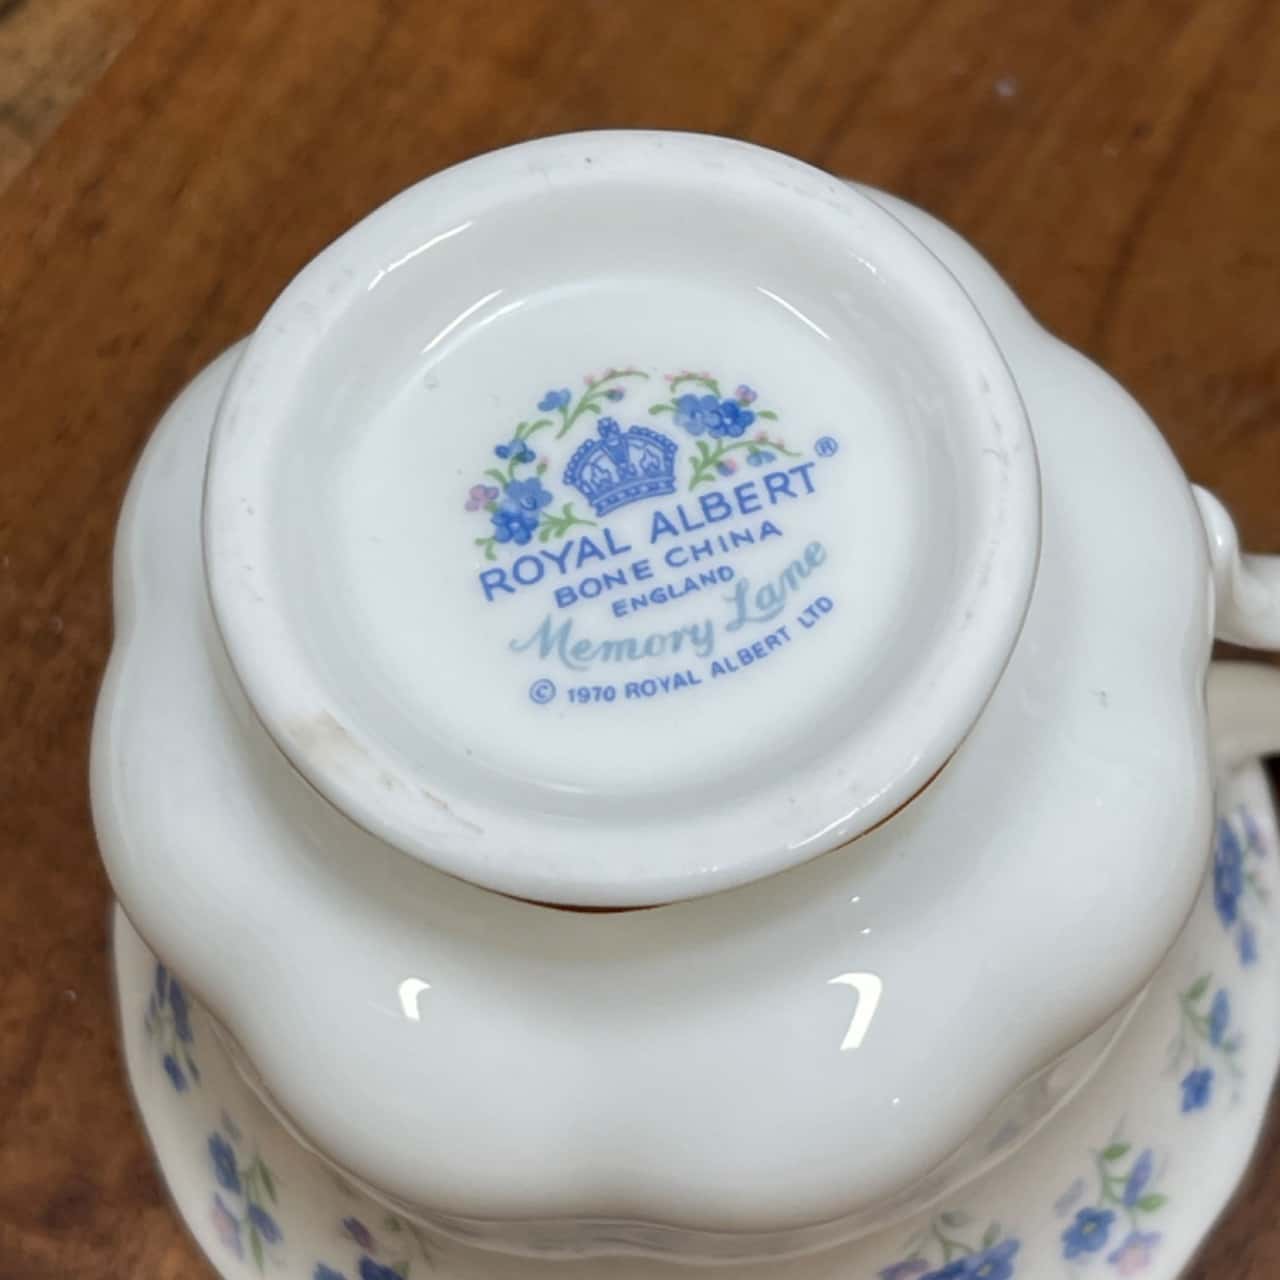 ROYAL ALBERT®
BONE CHINA
ENGLAND
Memory Lane
© 1970 ROYAL ALBERT LTD